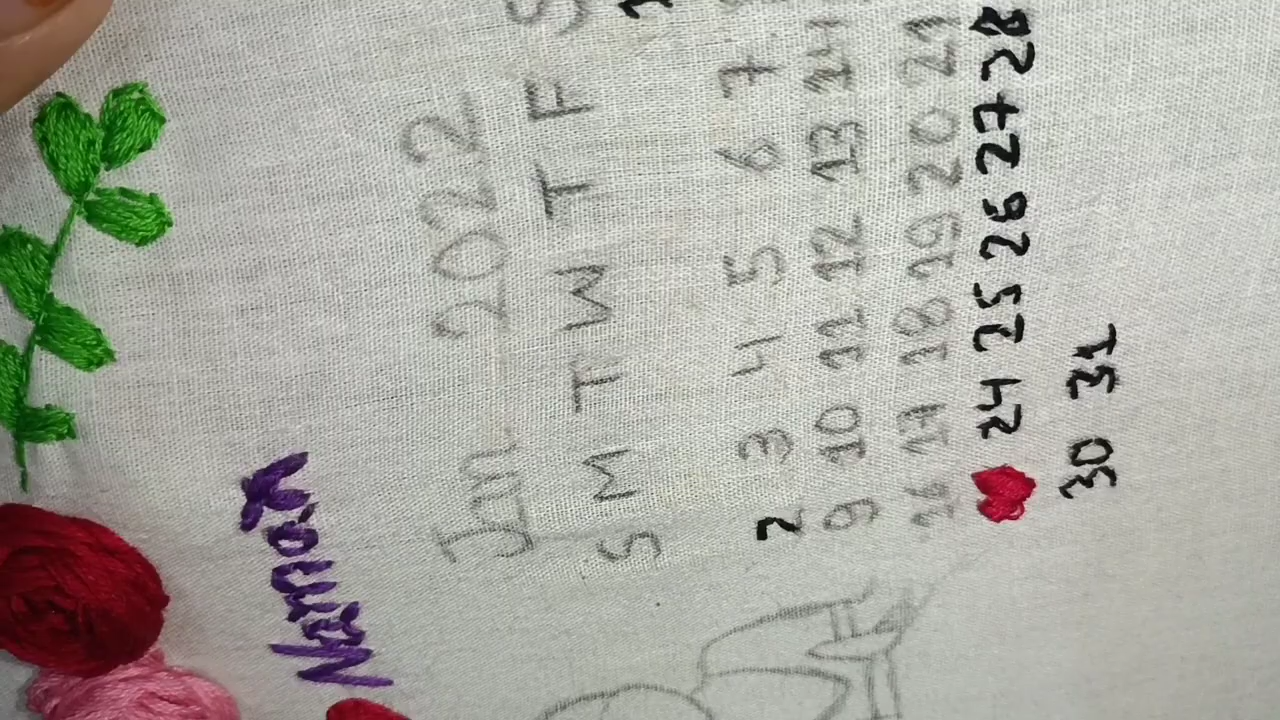 Jan 2022
S M T W T F S
1
2 3 4 5 6 7
9 10 11 12 13 14
16 17 18 19 20 21
24 25 26 27 28
30 31